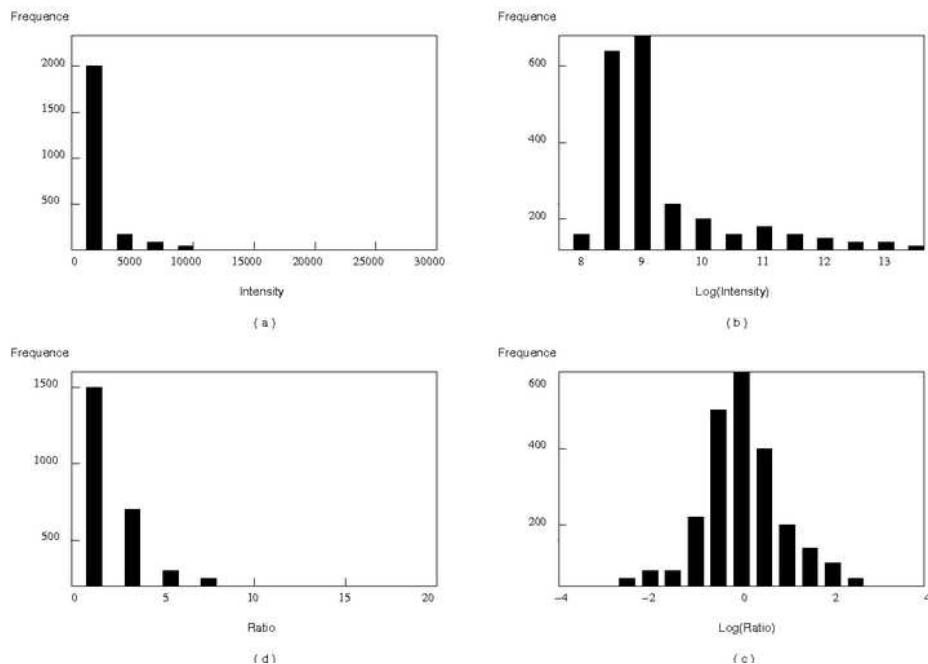 Frequence
2000
1500
1000
500
0 5000 10000 15000 20000 25000 30000
Intensity
( a )
Frequence
600
400
200
8 9 10 11 12 13
Log(Intensity)
( b )
Frequence
1500
1000
500
0 5 10 15 20
Ratio
( d )
Frequence
600
400
200
−4 −2 0 2 4
Log(Ratio)
( c )